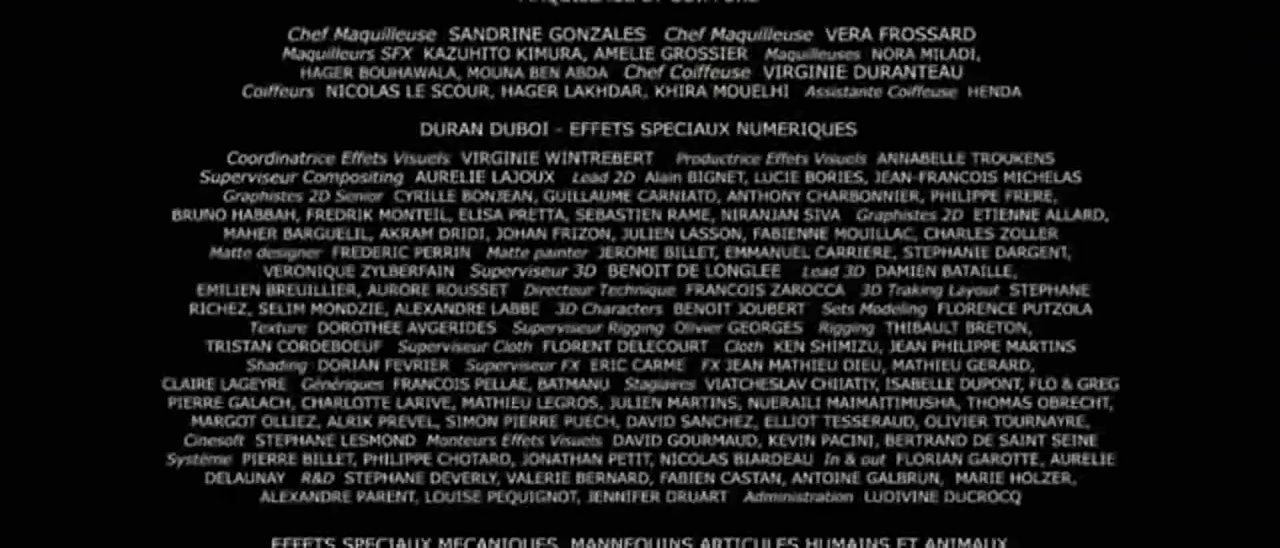 Chef Maquilleuse SANDRINE GONZALES Chef Maquilleuse VERA FROSSARD
Maquilleurs SFX KAZUHITO KIMURA, AMELIE GROSSIER Maquilleuses NORA MILADI,
HAGER BOUHAWALA, MOUNA BEN ABDA Chef Coiffeuse VIRGINIE DURANTEAU
Coiffeurs NICOLAS LE SCOUR, HAGER LAKHDAR, KHIRA MOUELHI Assistante Coiffeuse HENDA
DURAN DUBOI - EFFETS SPECIAUX NUMERIQUES
Coordinatrice Effets Visuels VIRGINIE WINTREBERT Productrice Effets Visuels ANNABELLE TROUKENS
Superviseur Compositing AURELIE LAJOUX Lead 2D Alain BIGNET, LUCIE BORIES, JEAN-FRANCOIS MICHELAS
Graphistes 2D Senior CYRILLE BONJEAN, GUILLAUME CARNIATO, ANTHONY CHARBONNIER, PHILIPPE FRERE,
BRUNO HABBAH, FREDRIK MONTEIL, ELISA PRETTA, SEBASTIEN RAME, NIRANJAN SIVA Graphistes 2D ETIENNE ALLARD,
MAHER BARGUELIL, AKRAM DRIDI, JOHAN FRIZON, JULIEN LASSON, FABIENNE MOUILLAC, CHARLES ZOLLER
Matte designer FREDERIC PERRIN Matte painter JEROME BILLET, EMMANUEL CARRIERE, STEPHANIE DARGENT,
VERONIQUE ZYLBERFAIN Superviseur 3D BENOIT DE LONGLEE Lead 3D DAMIEN BATAILLE,
EMILIEN BREUILLIER, AURORE ROUSSET Directeur Technique FRANCOIS ZAROCCA 3D Traking Layout STEPHANE
RICHEZ, SELIM MONDZIE, ALEXANDRE LABBE 3D Characters BENOIT JOUBERT Sets Modeling FLORENCE PUTZOLA
Texture DOROTHEE AVGERIDES Superviseur Rigging Olivier GEORGES Rigging THIBAULT BRETON,
TRISTAN CORDEBOEUF Superviseur Cloth FLORENT DELECOURT Cloth KEN SHIMIZU, JEAN PHILIPPE MARTINS
Shading DORIAN FEVRIER Superviseur FX ERIC CARME FX JEAN MATHIEU DIEU, MATHIEU GERARD,
CLAIRE LAGEYRE Génériques FRANCOIS PELLAE, BATMANU Stagiaires VIATCHESLAV CHIIATIY, ISABELLE DUPONT, FLO & GREG
PIERRE GALACH, CHARLOTTE LARIVE, MATHIEU LEGROS, JULIEN MARTINS, NUERAILI MAIMAITIMUSHA, THOMAS OBRECHT,
MARGOT OLLIEZ, ALRIK PREVEL, SIMON PIERRE PUECH, DAVID SANCHEZ, ELLIOT TESSERAUD, OLIVIER TOURNAYRE,
Cinesoft STEPHANE LESMOND Monteurs Effets Visuels DAVID GOURMAUD, KEVIN PACINI, BERTRAND DE SAINT SEINE
Système PIERRE BILLET, PHILIPPE CHOTARD, JONATHAN PETIT, NICOLAS BIARDEAU In & out FLORIAN GAROTTE, AURELIE
DELAUNAY R&D STEPHANE DEVERLY, VALERIE BERNARD, FABIEN CASTAN, ANTOINE GALBRUN, MARIE HOLZER,
ALEXANDRE PARENT, LOUISE PEQUIGNOT, JENNIFER DRUART Administration LUDIVINE DUCROCQ
EFFETS SPECIAUX MECANIQUES, MANNEQUINS ARTICULES HUMAINS ET ANIMAUX